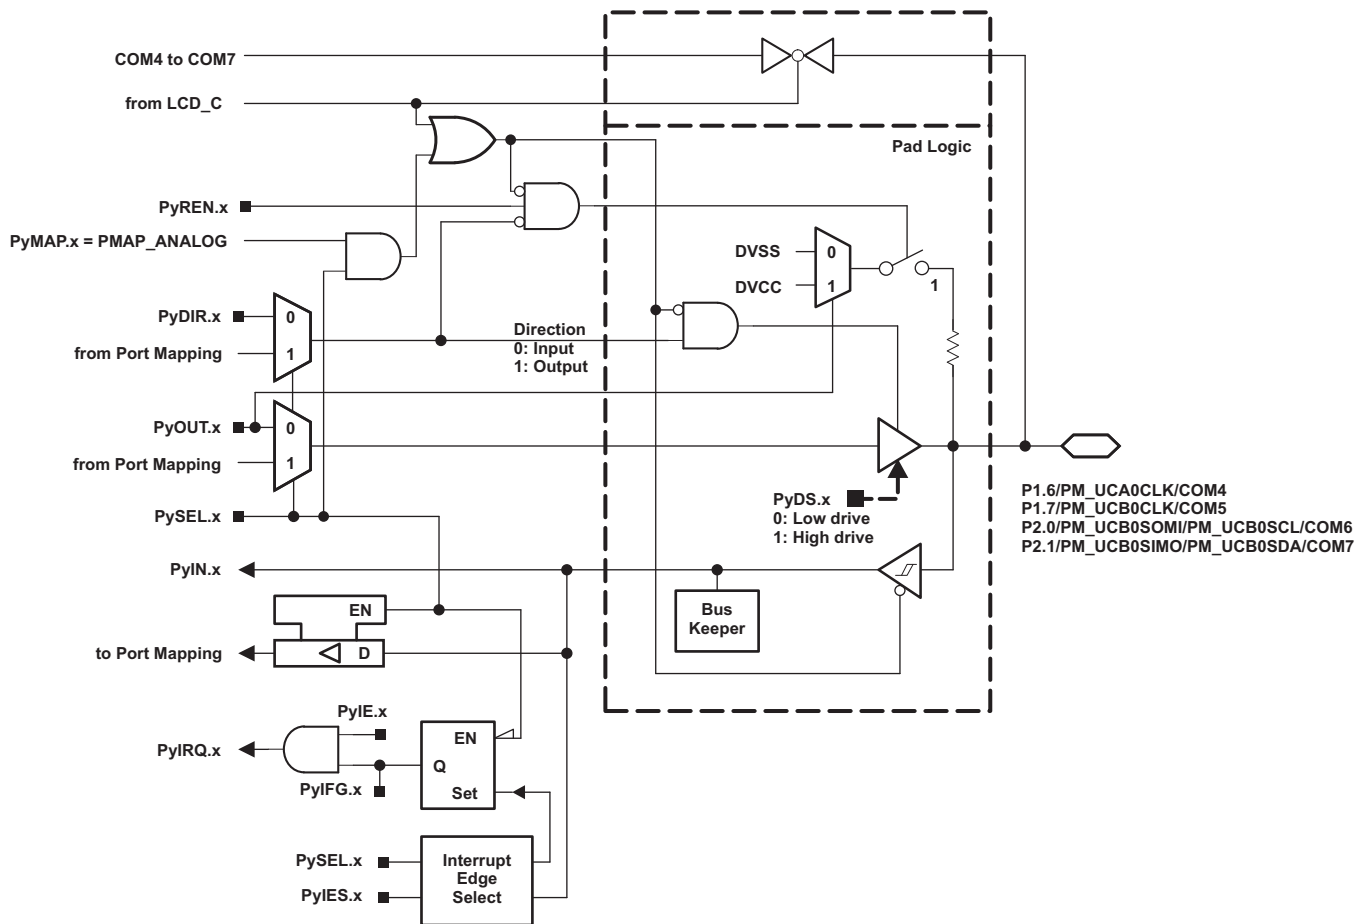 COM4 to COM7
from LCD_C
Pad Logic
PyREN.x
PyMAP.x = PMAP_ANALOG
DVSS
0
DVCC
1
1
PyDIR.x
0
from Port Mapping
1
Direction
0: Input
1: Output
PyOUT.x
0
from Port Mapping
1
PySEL.x
PyDS.x
0: Low drive
1: High drive
P1.6/PM_UCA0CLK/COM4
P1.7/PM_UCB0CLK/COM5
P2.0/PM_UCB0SOMI/PM_UCB0SCL/COM6
P2.1/PM_UCB0SIMO/PM_UCB0SDA/COM7
PyIN.x
EN
Bus
Keeper
to Port Mapping
D
PyIE.x
PyIRQ.x
EN
Q
PyIFG.x
Set
PySEL.x
PyIES.x
Interrupt
Edge
Select